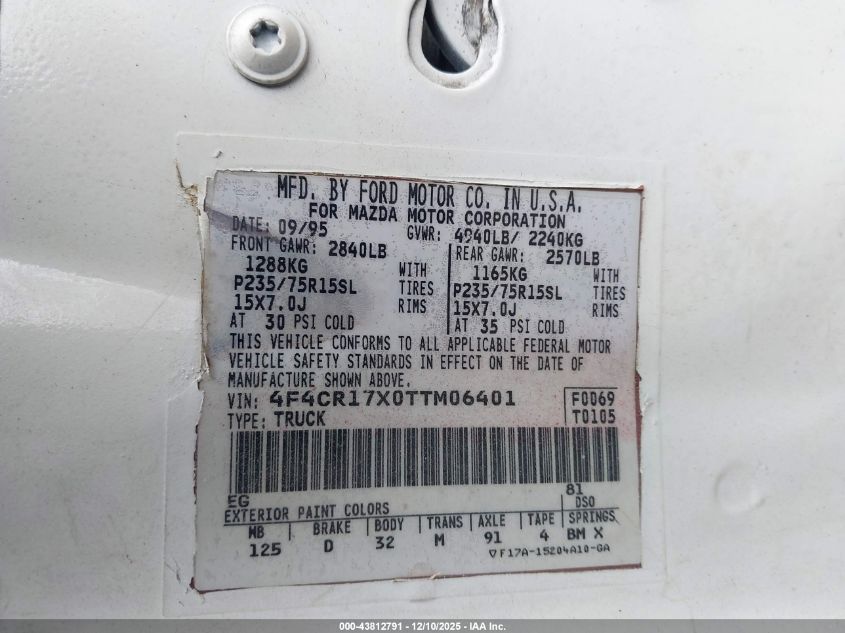 MFD. BY FORD MOTOR CO. IN U.S.A.
FOR MAZDA MOTOR CORPORATION
DATE: 09/95 GVWR: 4940LB/ 2240KG
FRONT GAWR: 2840LB REAR GAWR: 2570LB
1288KG WITH 1165KG WITH
P235/75R15SL TIRES P235/75R15SL TIRES
15X7.0J RIMS 15X7.0J RIMS
AT 30 PSI COLD AT 35 PSI COLD
THIS VEHICLE CONFORMS TO ALL APPLICABLE FEDERAL MOTOR
VEHICLE SAFETY STANDARDS IN EFFECT ON THE DATE OF
MANUFACTURE SHOWN ABOVE.
VIN: 4F4CR17X0TTM06401 F0069
TYPE: TRUCK T0105
EG 81
EXTERIOR PAINT COLORS DSO
WB BRAKE BODY TRANS AXLE TAPE SPRINGS
125 D 32 M 91 4 BM X
F17A-15204A10-GA
000-43812791 - 12/10/2025 - IAA Inc.